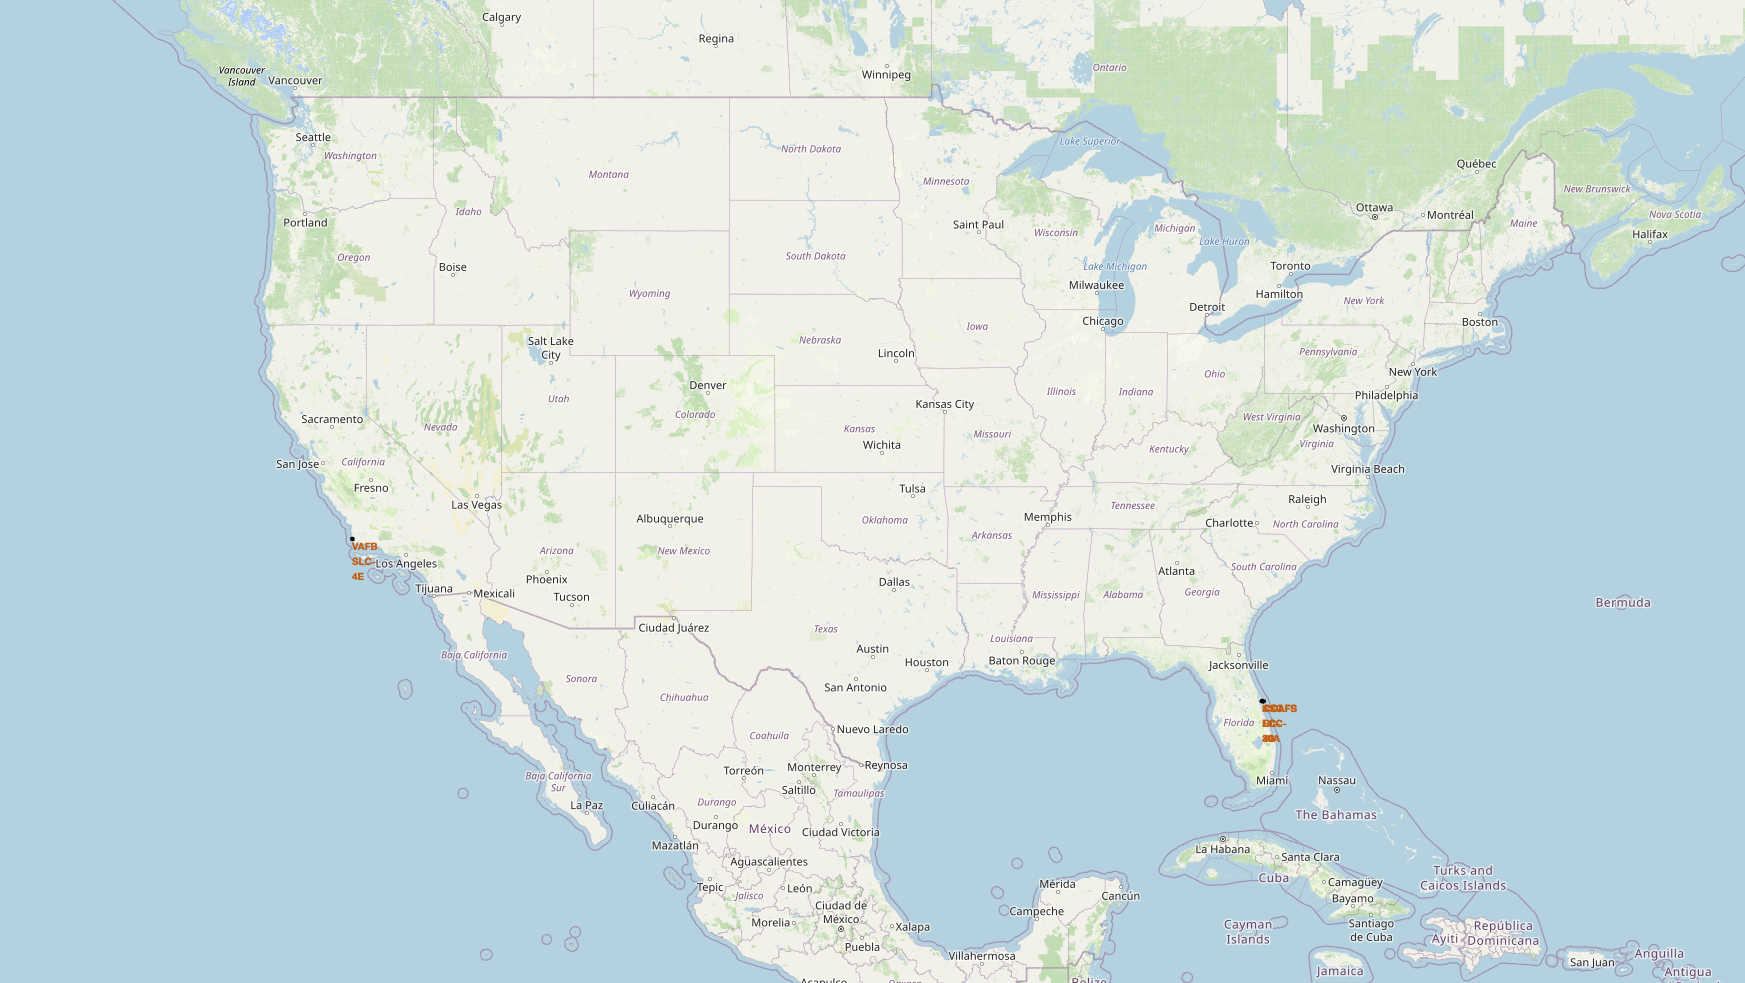 Calgary
Regina
Winnipeg
Vancouver
Island
Vancouver
Ontario
Seattle
Washington
Montana
North Dakota
Minnesota
Lake Superior
Québec
New Brunswick
Nova Scotia
Halifax
Portland
Idaho
Saint Paul
Wisconsin
Michigan
Lake Huron
Ottawa
Montréal
Maine
Oregon
Boise
South Dakota
Lake Michigan
Toronto
Wyoming
Milwaukee
Hamilton
New York
Detroit
Chicago
Boston
Salt Lake
City
Nebraska
Iowa
Lincoln
Pennsylvania
New York
Denver
Utah
Colorado
Illinois
Indiana
Ohio
Philadelphia
Sacramento
Nevada
Kansas City
Kansas
Missouri
Wichita
West Virginia
Washington
Virginia
Kentucky
San Jose
California
Fresno
Virginia Beach
Las Vegas
Tulsa
Raleigh
Albuquerque
Oklahoma
Memphis
Tennessee
Charlotte
North Carolina
VAFB
SLC-
4E
Los Angeles
Arizona
New Mexico
Arkansas
Phoenix
Atlanta
South Carolina
Tijuana
Mexicali
Tucson
Dallas
Mississippi
Alabama
Georgia
Bermuda
Ciudad Juárez
Texas
Louisiana
Baja California
Sonora
Austin
Houston
Baton Rouge
Jacksonville
Chihuahua
San Antonio
Florida
Coahuila
Nuevo Laredo
Baja California
Sur
Torreón
Monterrey
Reynosa
Saltillo
Tamaulipas
Miami
Nassau
La Paz
Culiacán
Durango
Durango
México
Ciudad Victoria
The Bahamas
Mazatlán
Aguascalientes
La Habana
Santa Clara
Tepic
León
Jalisco
Mérida
Cancún
Cuba
Camagüey
Turks and
Caicos Islands
Bayamo
Ciudad de
México
Campeche
Morelia
Xalapa
Cayman
Islands
Santiago
de Cuba
Ayiti
República
Dominicana
Puebla
Villahermosa
San Juan
Anguilla
Jamaica
Antigua